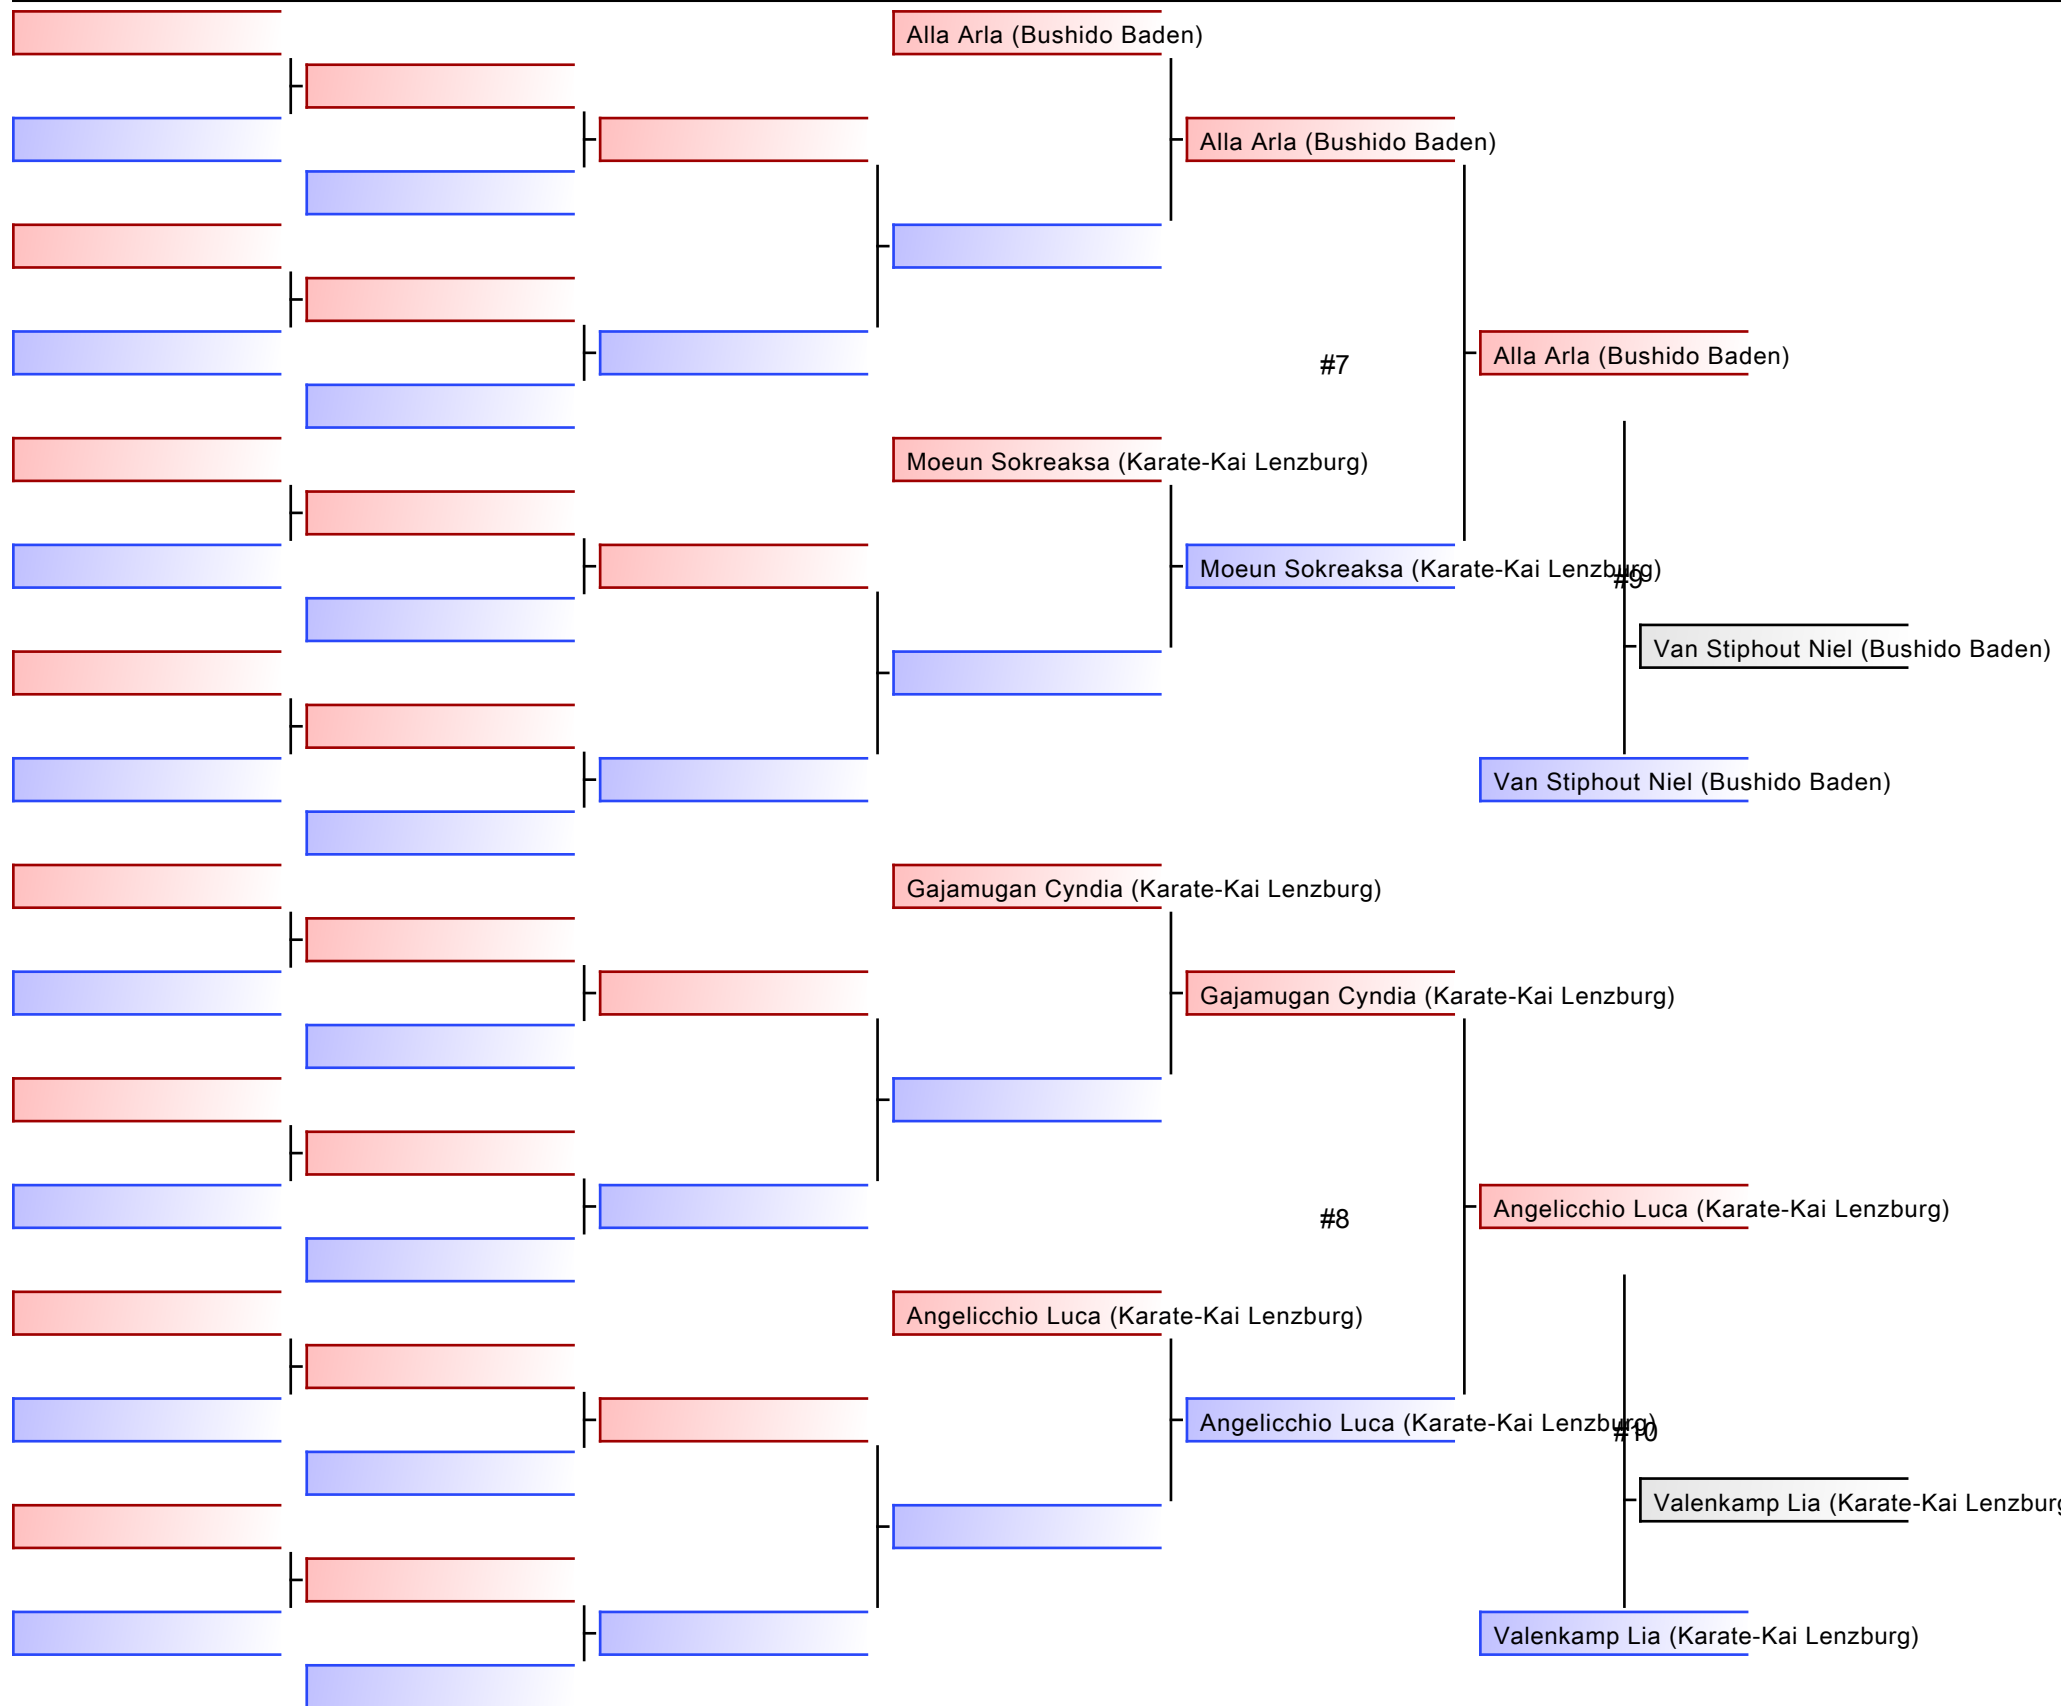 Alla Arla (Bushido Baden)
Alla Arla (Bushido Baden)
Alla Arla (Bushido Baden)
#7
Moeun Sokreaksa (Karate-Kai Lenzburg)
Moeun Sokreaksa (Karate-Kai Lenzburg)
#9
Van Stiphout Niel (Bushido Baden)
Van Stiphout Niel (Bushido Baden)
Gajamugan Cyndia (Karate-Kai Lenzburg)
Gajamugan Cyndia (Karate-Kai Lenzburg)
Angelicchio Luca (Karate-Kai Lenzburg)
#8
Angelicchio Luca (Karate-Kai Lenzburg)
Angelicchio Luca (Karate-Kai Lenzburg)
#10
Valenkamp Lia (Karate-Kai Lenzburg
Valenkamp Lia (Karate-Kai Lenzburg)